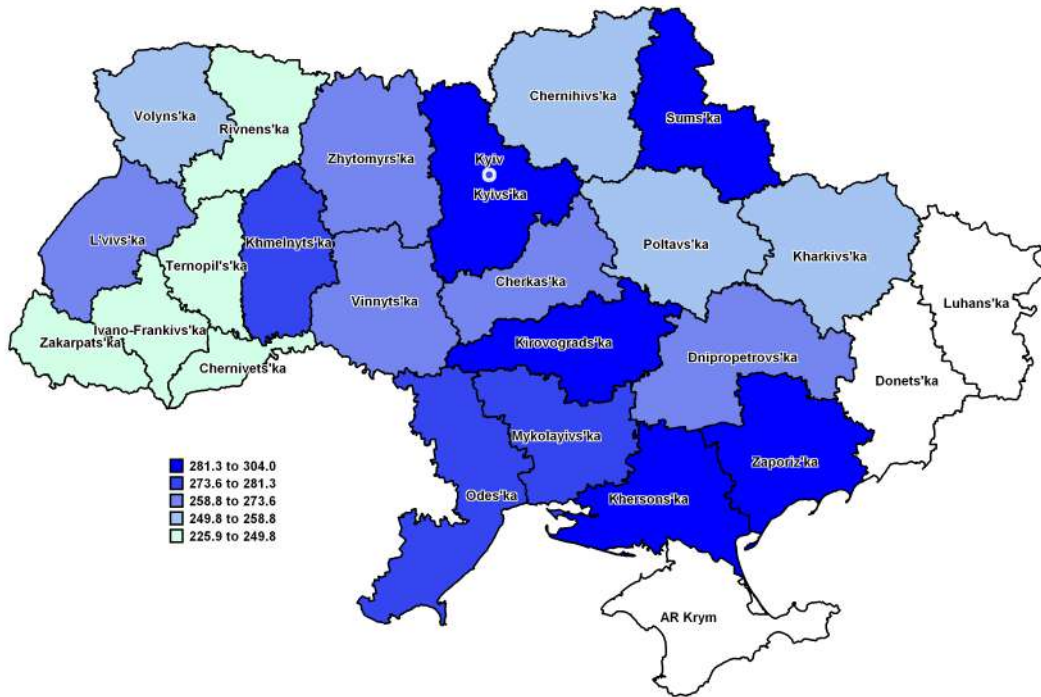 Chernihivs'ka
Volyns'ka
Sums'ka
Rivnens'ka
Zhytomyrs'ka
Kyiv
Kyivs'ka
L'vivs'ka
Khmelnyts'ka
Poltavs'ka
Kharkivs'ka
Ternopil's'ka
Cherkas'ka
Vinnyts'ka
Luhans'ka
Ivano-Frankivs'ka
Zakarpats'ka
Kirovograds'ka
Dnipropetrovs'ka
Chernivets'ka
Donets'ka
Mykolayivs'ka
Zaporiz'ka
281.3 to 304.0
273.6 to 281.3
258.8 to 273.6
249.8 to 258.8
225.9 to 249.8
Odes'ka
Khersons'ka
AR Krym